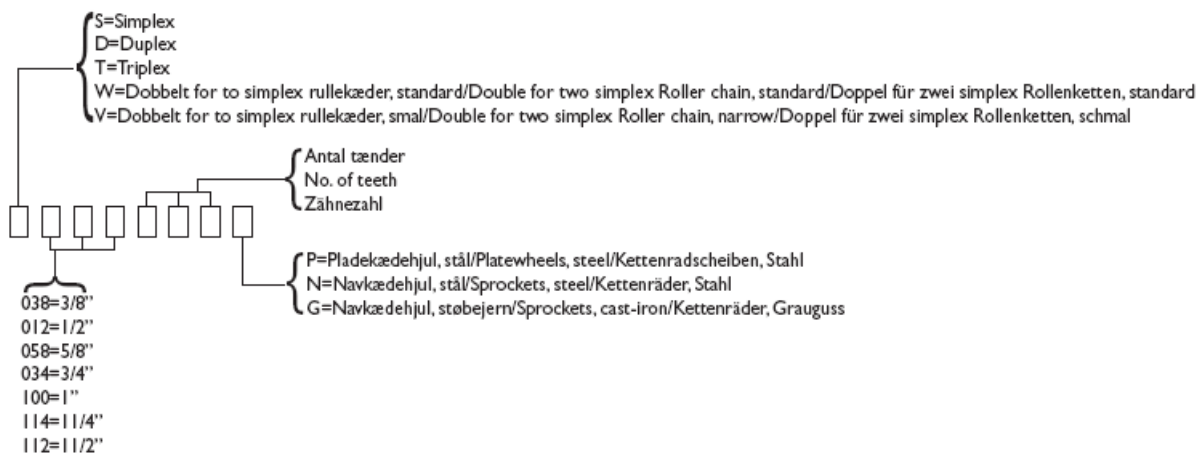 S=Simplex
D=Duplex
T=Triplex
W=Dobbelt for to simplex rullekæder, standard/Double for two simplex Roller chain, standard/Doppel für zwei simplex Rollenketten, standard
V=Dobbelt for to simplex rullekæder, smal/Double for two simplex Roller chain, narrow/Doppel für zwei simplex Rollenketten, schmal
Antal tænder
No. of teeth
Zähnezahl
P=Pladekædehjul, stål/Platewheels, steel/Kettenradscheiben, Stahl
N=Navkædehjul, stål/Sprockets, steel/Kettenräder, Stahl
G=Navkædehjul, støbejern/Sprockets, cast-iron/Kettenräder, Grauguss
038=3/8”
012=1/2”
058=5/8”
034=3/4”
100=1”
114=11/4”
112=11/2”